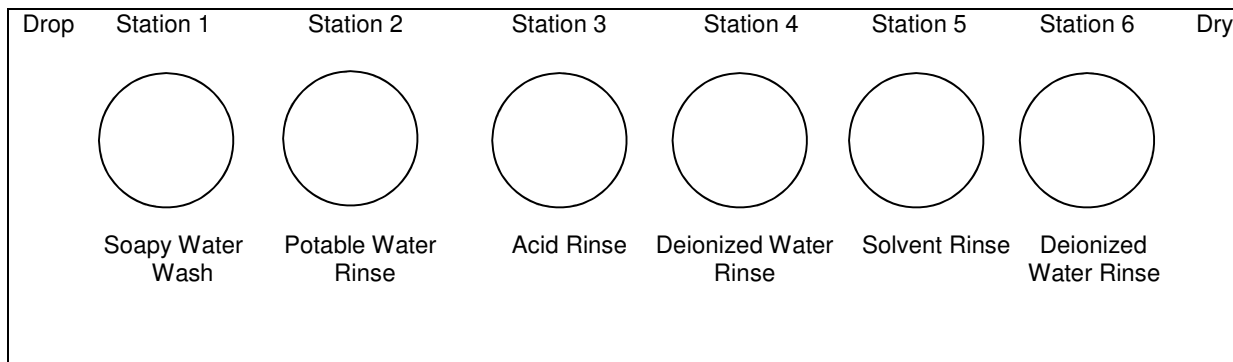 Drop Station 1 Station 2 Station 3 Station 4 Station 5 Station 6 Dry
Soapy Water Wash
Potable Water Rinse
Acid Rinse
Deionized Water Rinse
Solvent Rinse
Deionized Water Rinse